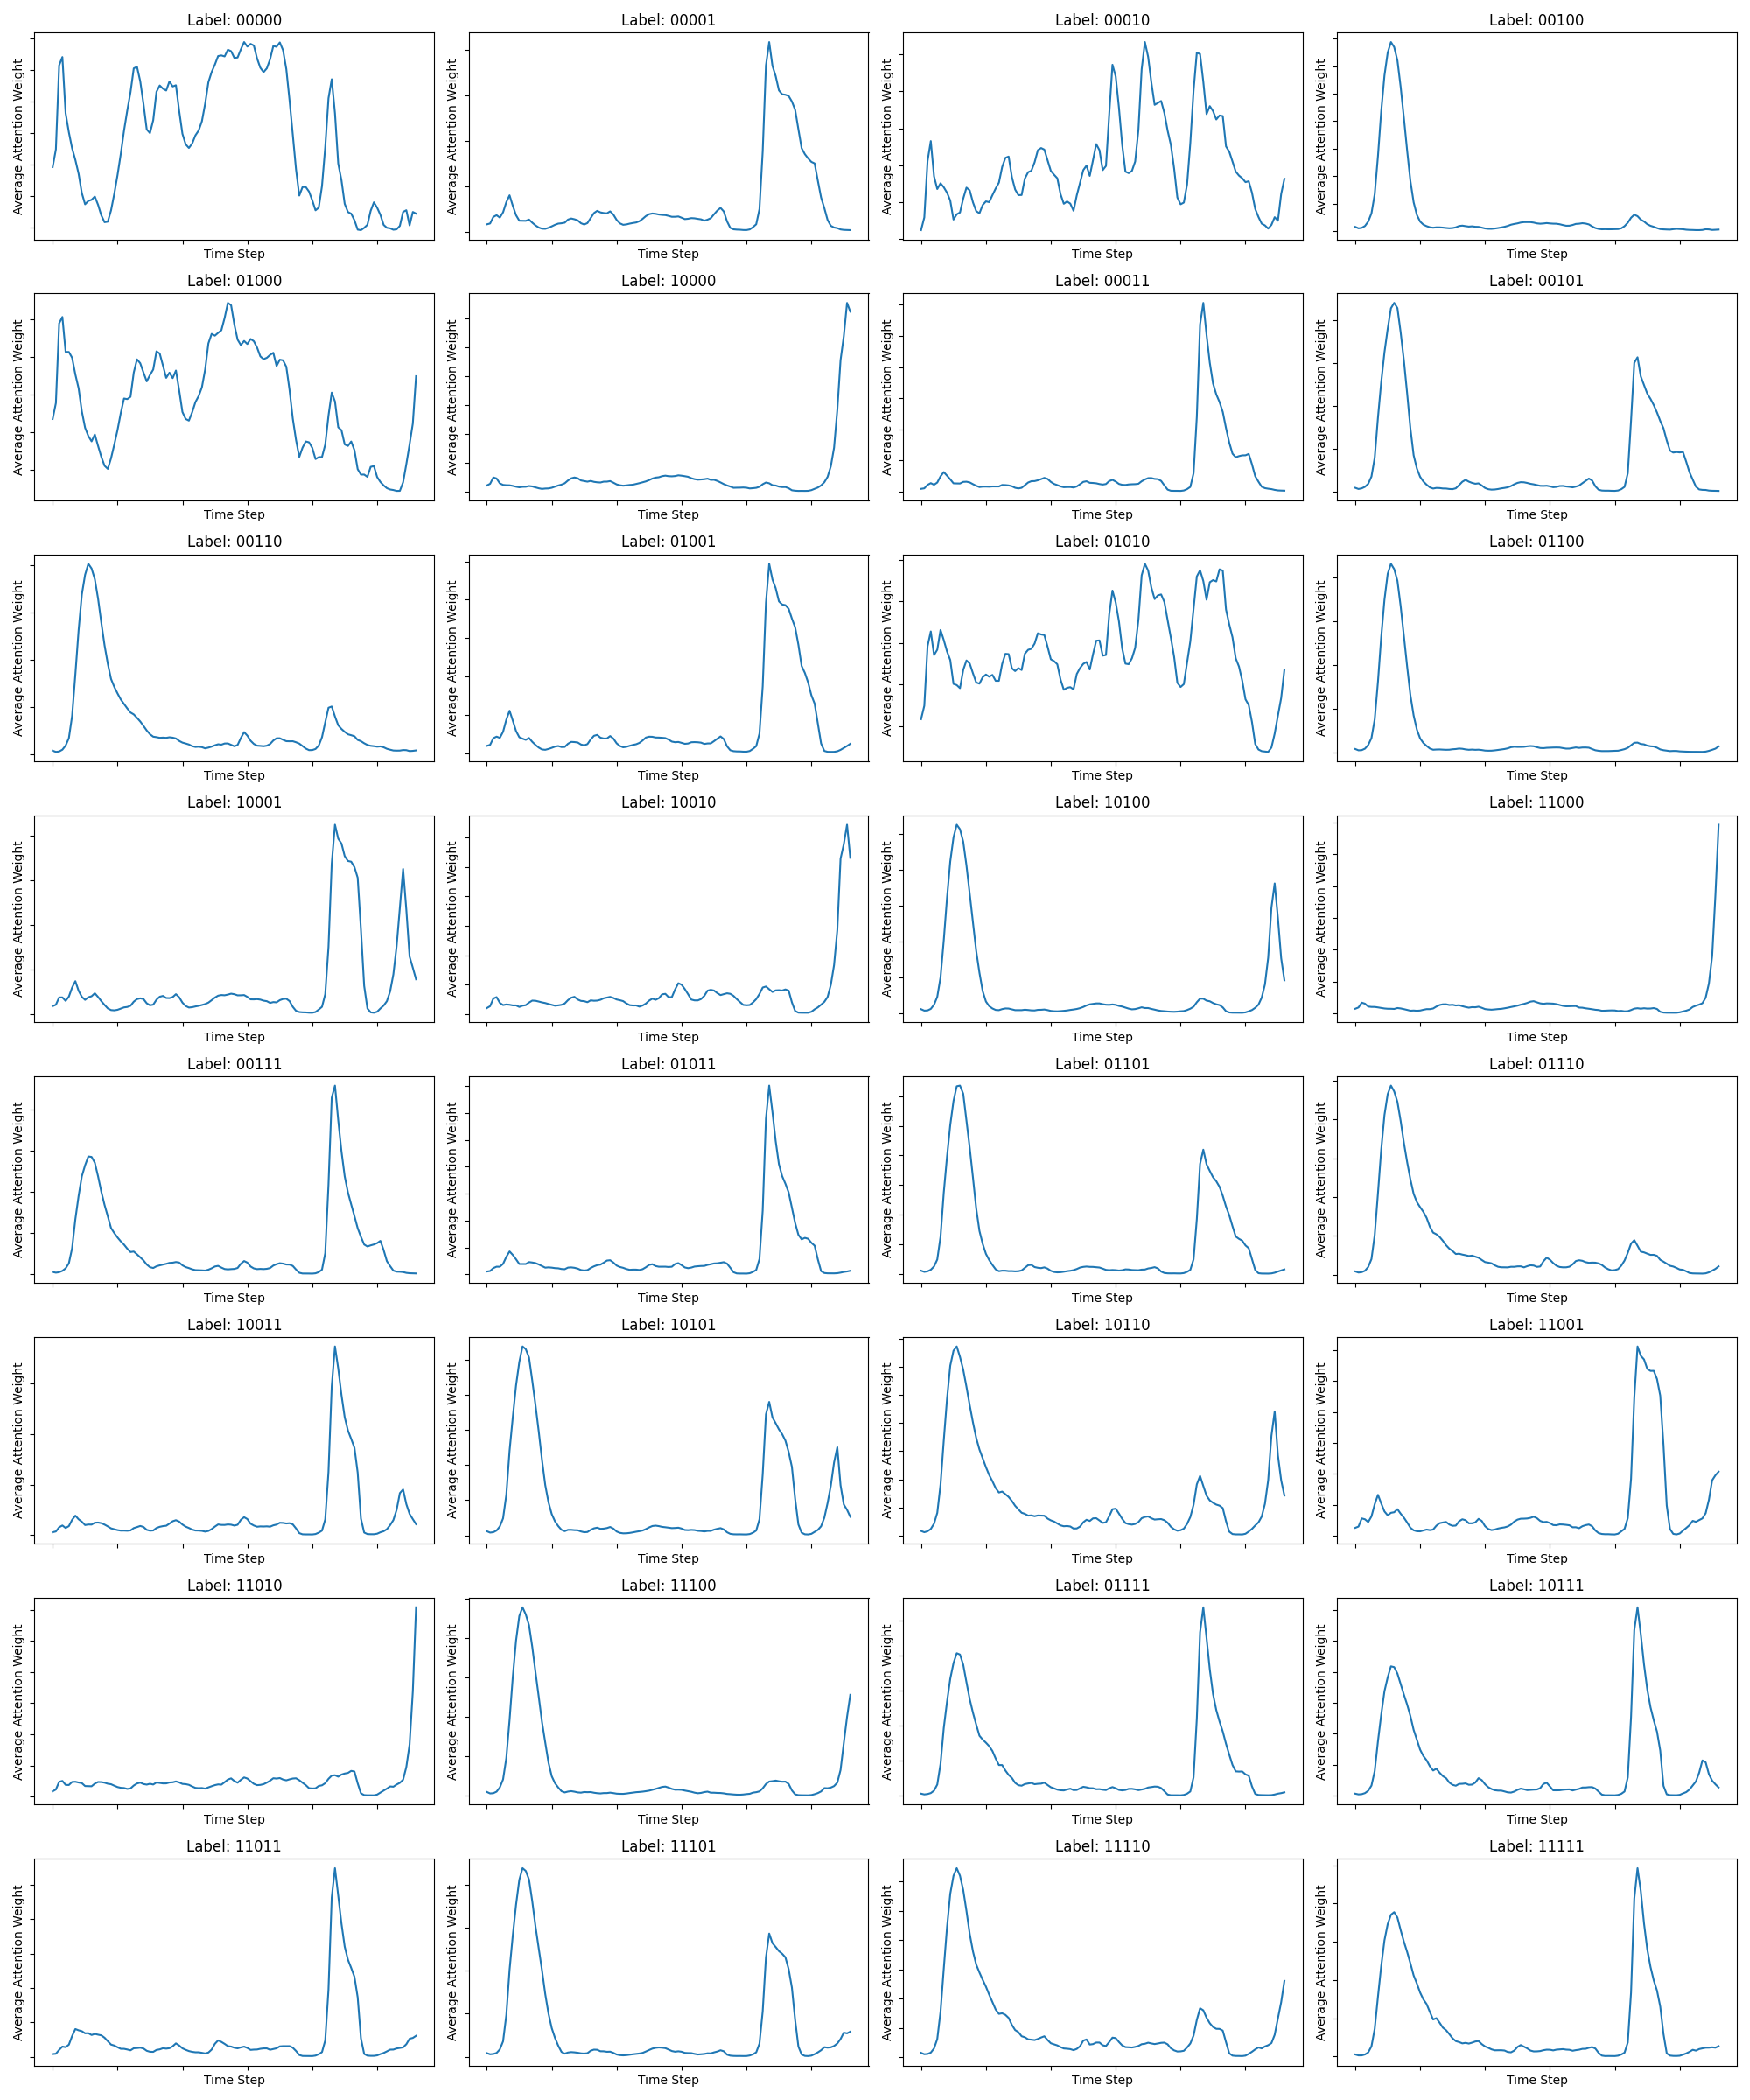 Label: 00000
Average Attention Weight
Time Step
Label: 00001
Average Attention Weight
Time Step
Label: 00010
Average Attention Weight
Time Step
Label: 00100
Average Attention Weight
Time Step
Label: 01000
Average Attention Weight
Time Step
Label: 10000
Average Attention Weight
Time Step
Label: 00011
Average Attention Weight
Time Step
Label: 00101
Average Attention Weight
Time Step
Label: 00110
Average Attention Weight
Time Step
Label: 01001
Average Attention Weight
Time Step
Label: 01010
Average Attention Weight
Time Step
Label: 01100
Average Attention Weight
Time Step
Label: 10001
Average Attention Weight
Time Step
Label: 10010
Average Attention Weight
Time Step
Label: 10100
Average Attention Weight
Time Step
Label: 11000
Average Attention Weight
Time Step
Label: 00111
Average Attention Weight
Time Step
Label: 01011
Average Attention Weight
Time Step
Label: 01101
Average Attention Weight
Time Step
Label: 01110
Average Attention Weight
Time Step
Label: 10011
Average Attention Weight
Time Step
Label: 10101
Average Attention Weight
Time Step
Label: 10110
Average Attention Weight
Time Step
Label: 11001
Average Attention Weight
Time Step
Label: 11010
Average Attention Weight
Time Step
Label: 11100
Average Attention Weight
Time Step
Label: 01111
Average Attention Weight
Time Step
Label: 10111
Average Attention Weight
Time Step
Label: 11011
Average Attention Weight
Time Step
Label: 11101
Average Attention Weight
Time Step
Label: 11110
Average Attention Weight
Time Step
Label: 11111
Average Attention Weight
Time Step